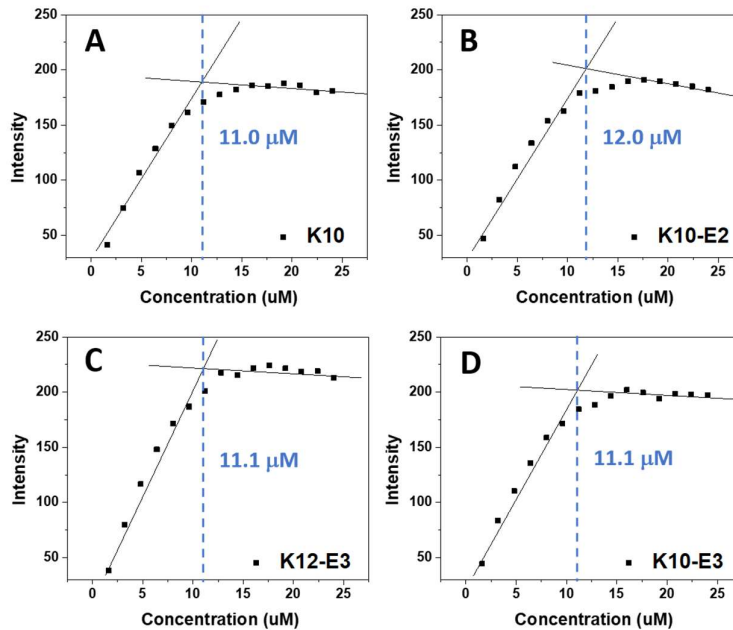 A
250
200
150
100
50
Intensity
11.0 μM
K10
0 5 10 15 20 25
Concentration (uM)
B
250
200
150
100
50
Intensity
12.0 μM
K10-E2
0 5 10 15 20 25
Concentration (uM)
C
250
200
150
100
50
Intensity
11.1 μM
K12-E3
0 5 10 15 20 25
Concentration (uM)
D
250
200
150
100
50
Intensity
11.1 μM
K10-E3
0 5 10 15 20 25
Concentration (uM)